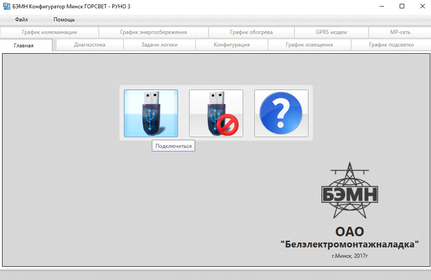 БЭМН Конфигуратор Минск ГОРСВЕТ - РУНО 3
Файл Помощь
График иллюминации График энергосбережения График обогрева GPRS модем МР-сеть
Главная Диагностика Задачи логики Конфигурация График освещения График подсветки
Подключиться
БЭМН
ОАО
"Белэлектромонтажналадка"
г.Минск, 2017г